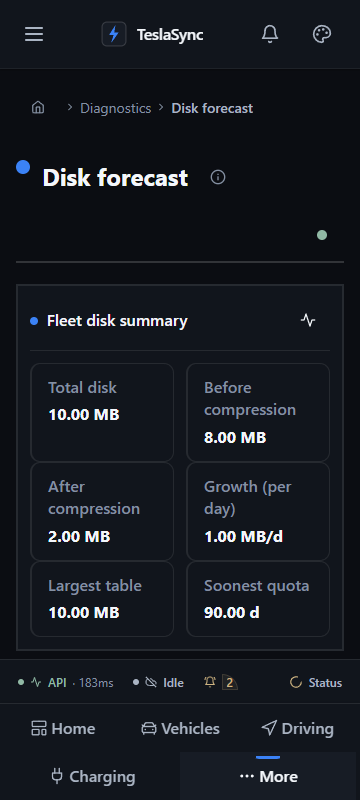 TeslaSync
Diagnostics
Disk forecast
Disk forecast
Fleet disk summary
Total disk
10.00 MB
Before
compression
8.00 MB
After
compression
2.00 MB
Growth (per
day)
1.00 MB/d
Largest table
10.00 MB
Soonest quota
90.00 d
API · 183ms
Idle
2
Status
Home
Vehicles
Driving
Charging
More